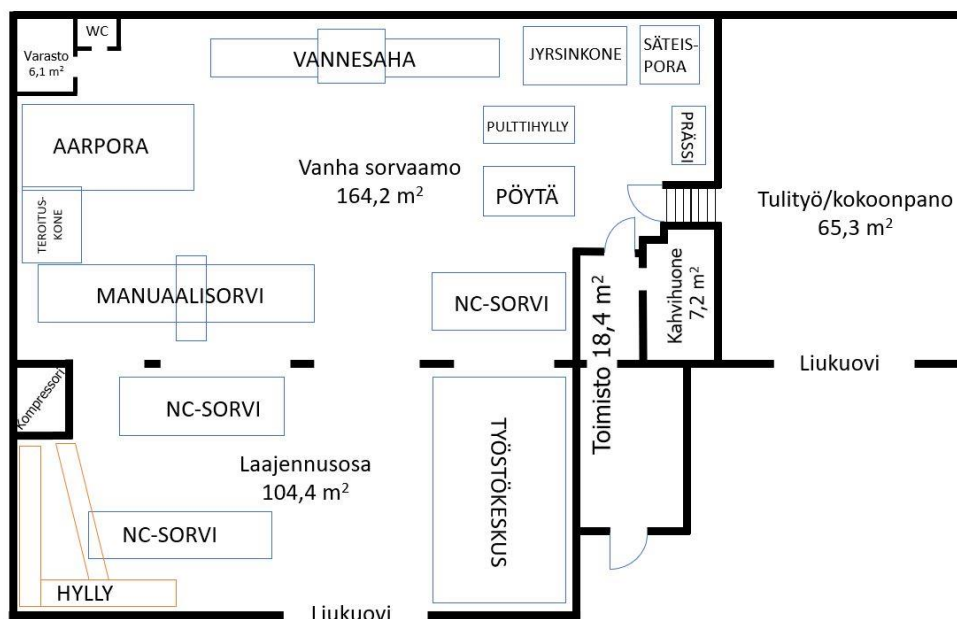 WC
Varasto
6,1 m²
VANNESAHA
JYRSINKONE
SÄTEIS-
PORA
AARPORA
PULTTIHYLLY
PRÄSSI
Vanha sorvaamo
164,2 m²
PÖYTÄ
Tulityö/kokoonpano
65,3 m²
TEROITUS-
KONE
MANUAALISORVI
NC-SORVI
Toimisto 18,4 m²
Kahvihuone
7,2 m²
Liukuovi
Kompressori
NC-SORVI
TYÖSTÖKESKUS
Laajennusosa
104,4 m²
NC-SORVI
HYLLY
Liukuovi